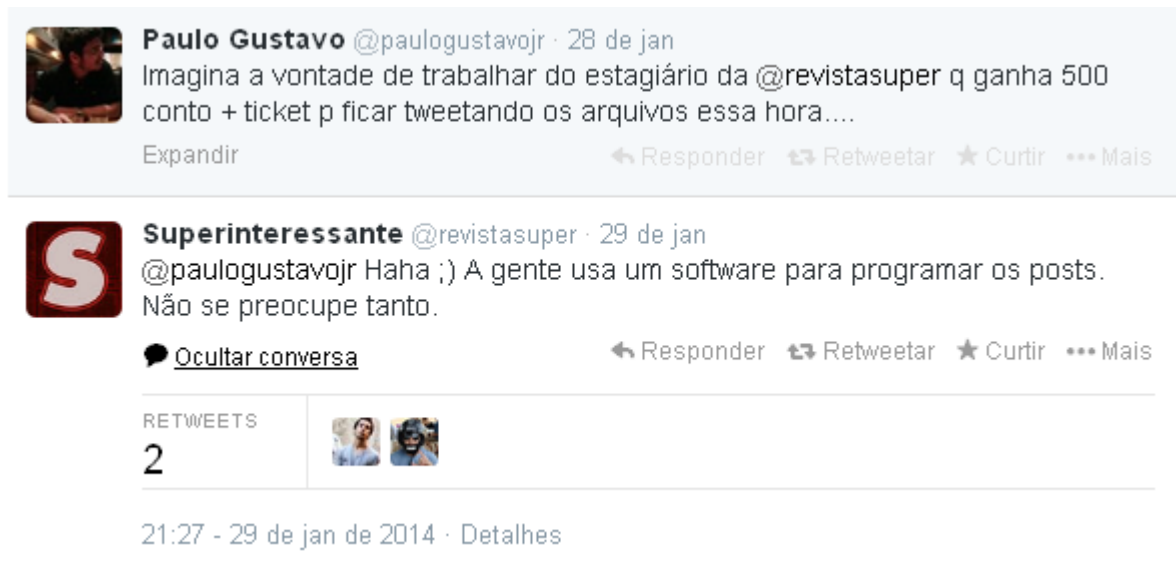 Paulo Gustavo @paulogustavojr · 28 de jan
Imagina a vontade de trabalhar do estagiário da @revistasuper q ganha 500
conto + ticket p ficar tweetando os arquivos essa hora....
Expandir Responder Retweetar Curtir Mais
S
Superinteressante @revistasuper · 29 de jan
@paulogustavojr Haha ;) A gente usa um software para programar os posts.
Não se preocupe tanto.
Ocultar conversa Responder Retweetar Curtir Mais
RETWEETS
2
21:27 - 29 de jan de 2014 · Detalhes